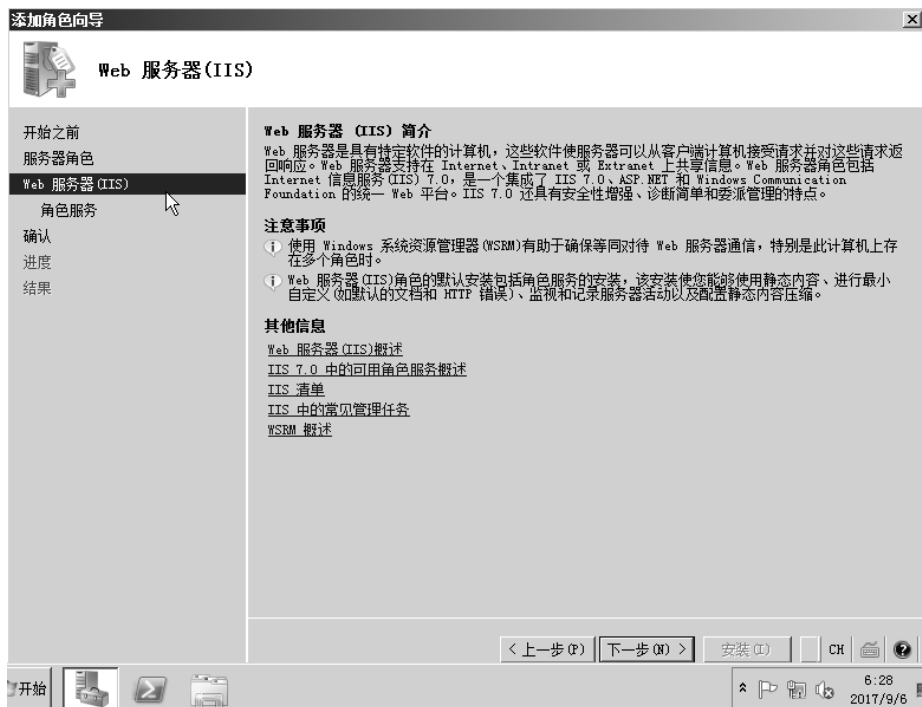 添加角色向导
Web 服务器(IIS)
开始之前
服务器角色
Web 服务器(IIS)
角色服务
确认
进度
结果
Web 服务器 (IIS) 简介
Web 服务器是具有特定软件的计算机，这些软件使服务器可以从客户端计算机接受请求并对这些请求返
回响应。Web 服务器支持在 Internet、Intranet 或 Extranet 上共享信息。Web 服务器角色包括
Internet 信息服务(IIS) 7.0，是一个集成了 IIS 7.0、ASP.NET 和 Windows Communication
Foundation 的统一 Web 平台。IIS 7.0 还具有安全性增强、诊断简单和委派管理的特点。
注意事项
使用 Windows 系统资源管理器(WSRM)有助于确保等同对待 Web 服务器通信，特别是此计算机上存
在多个角色时。
Web 服务器(IIS)角色的默认安装包括角色服务的安装，该安装使您能够使用静态内容、进行最小
自定义(如默认的文档和 HTTP 错误)、监视和记录服务器活动以及配置静态内容压缩。
其他信息
Web 服务器(IIS)概述
IIS 7.0 中的可用角色服务概述
IIS 清单
IIS 中的常见管理任务
WSRM 概述
< 上一步(P) 下一步(N) > 安装(I) CH
开始
6:28
2017/9/6